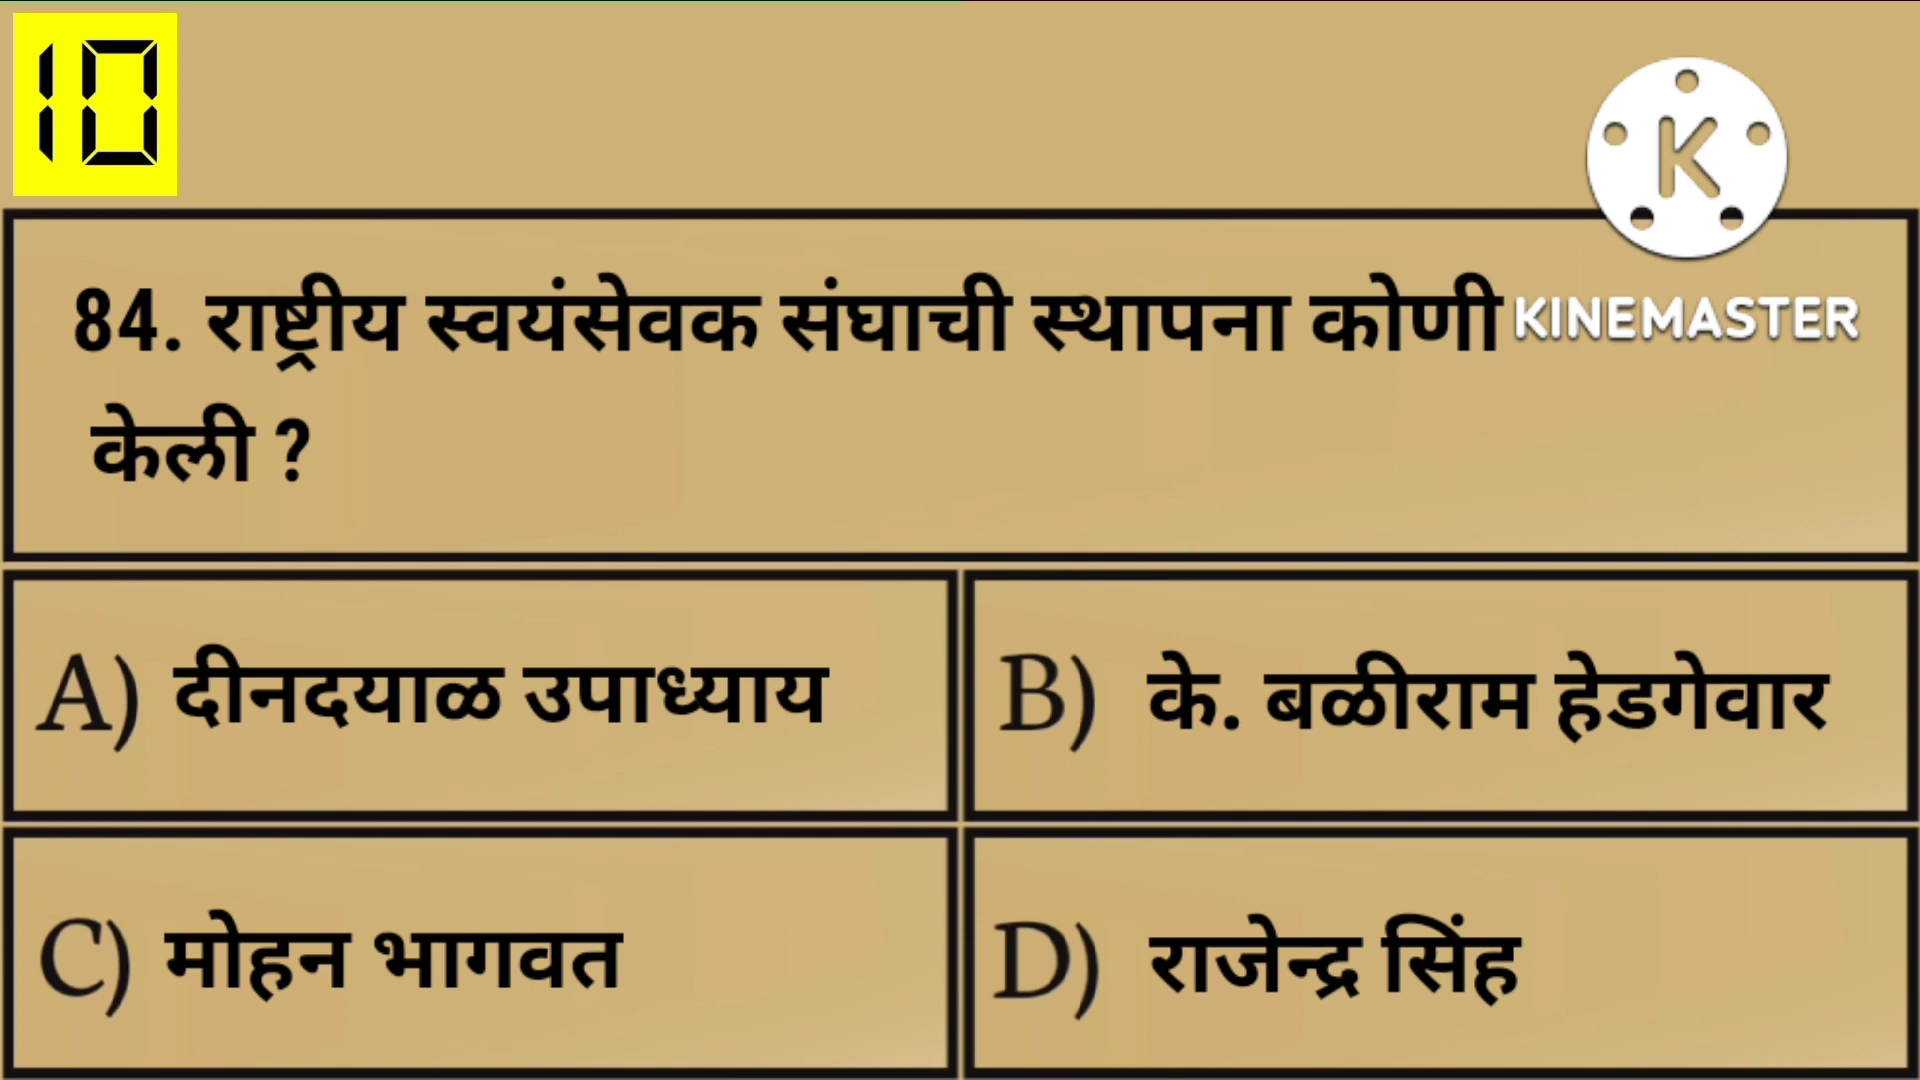 10
K
KINEMASTER
84. राष्ट्रीय स्वयंसेवक संघाची स्थापना कोणी
केली ?
A) दीनदयाळ उपाध्याय
B) के. बळीराम हेडगेवार
C) मोहन भागवत
D) राजेन्द्र सिंह